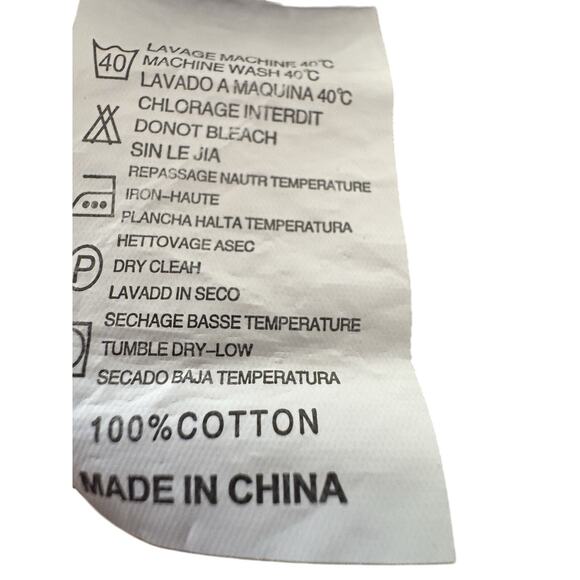 LAVAGE MACHINE 40°C
40 MACHINE WASH 40°C
LAVADO A MAQUINA 40°C
CHLORAGE INTERDIT
DONOT BLEACH
SIN LE JIA
REPASSAGE NAUTR TEMPERATURE
IRON-HAUTE
PLANCHA HALTA TEMPERATURA
HETTOVAGE ASEC
P DRY CLEAH
LAVADD IN SECO
SECHAGE BASSE TEMPERATURE
TUMBLE DRY-LOW
SECADO BAJA TEMPERATURA
100%COTTON
MADE IN CHINA